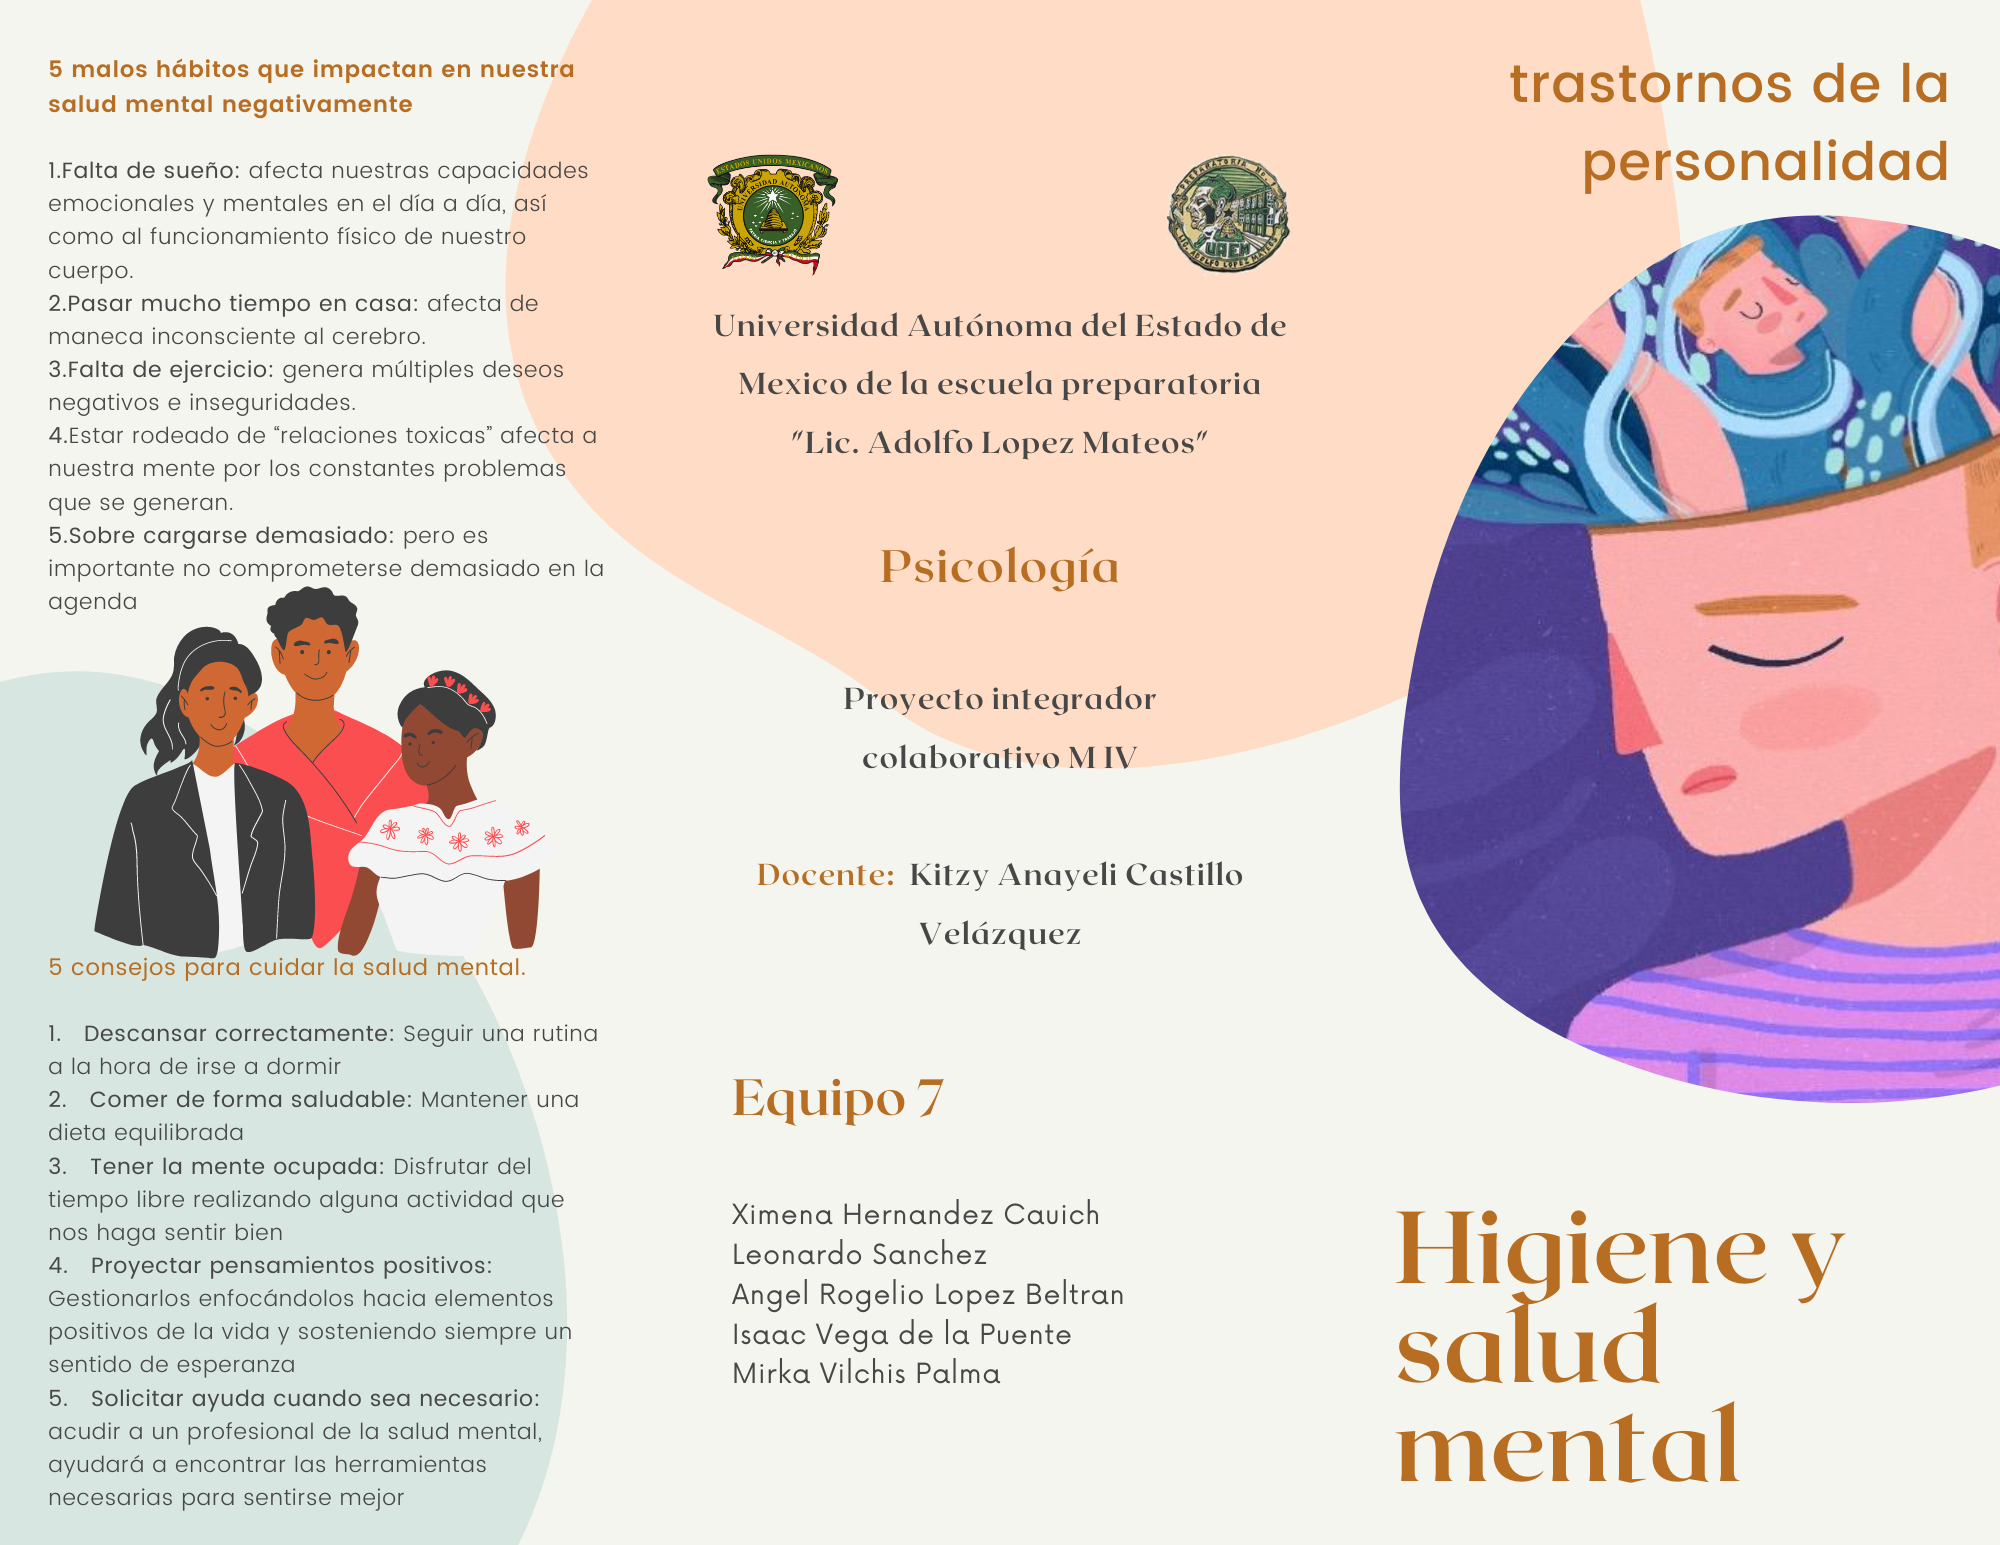 5 malos hábitos que impactan en nuestra
salud mental negativamente
1.Falta de sueño: afecta nuestras capacidades
emocionales y mentales en el día a día, así
como al funcionamiento físico de nuestro
cuerpo.
2.Pasar mucho tiempo en casa: afecta de
maneca inconsciente al cerebro.
3.Falta de ejercicio: genera múltiples deseos
negativos e inseguridades.
4.Estar rodeado de “relaciones toxicas” afecta a
nuestra mente por los constantes problemas
que se generan.
5.Sobre cargarse demasiado: pero es
importante no comprometerse demasiado en la
agenda
5 consejos para cuidar la salud mental.
1. Descansar correctamente: Seguir una rutina
a la hora de irse a dormir
2. Comer de forma saludable: Mantener una
dieta equilibrada
3. Tener la mente ocupada: Disfrutar del
tiempo libre realizando alguna actividad que
nos haga sentir bien
4. Proyectar pensamientos positivos:
Gestionarlos enfocándolos hacia elementos
positivos de la vida y sosteniendo siempre un
sentido de esperanza
5. Solicitar ayuda cuando sea necesario:
acudir a un profesional de la salud mental,
ayudará a encontrar las herramientas
necesarias para sentirse mejor
ESTADOS UNIDOS MEXICANOS
UNIVERSIDAD AUTONOMA
PREPARATORIA No. 1
UAEM
LIC. ADOLFO LOPEZ MATEOS
Universidad Autónoma del Estado de
Mexico de la escuela preparatoria
"Lic. Adolfo Lopez Mateos"
Psicología
Proyecto integrador
colaborativo M IV
Docente: Kitzy Anayeli Castillo
Velázquez
Equipo 7
Ximena Hernandez Cauich
Leonardo Sanchez
Angel Rogelio Lopez Beltran
Isaac Vega de la Puente
Mirka Vilchis Palma
trastornos de la
personalidad
Higiene y
salud
mental